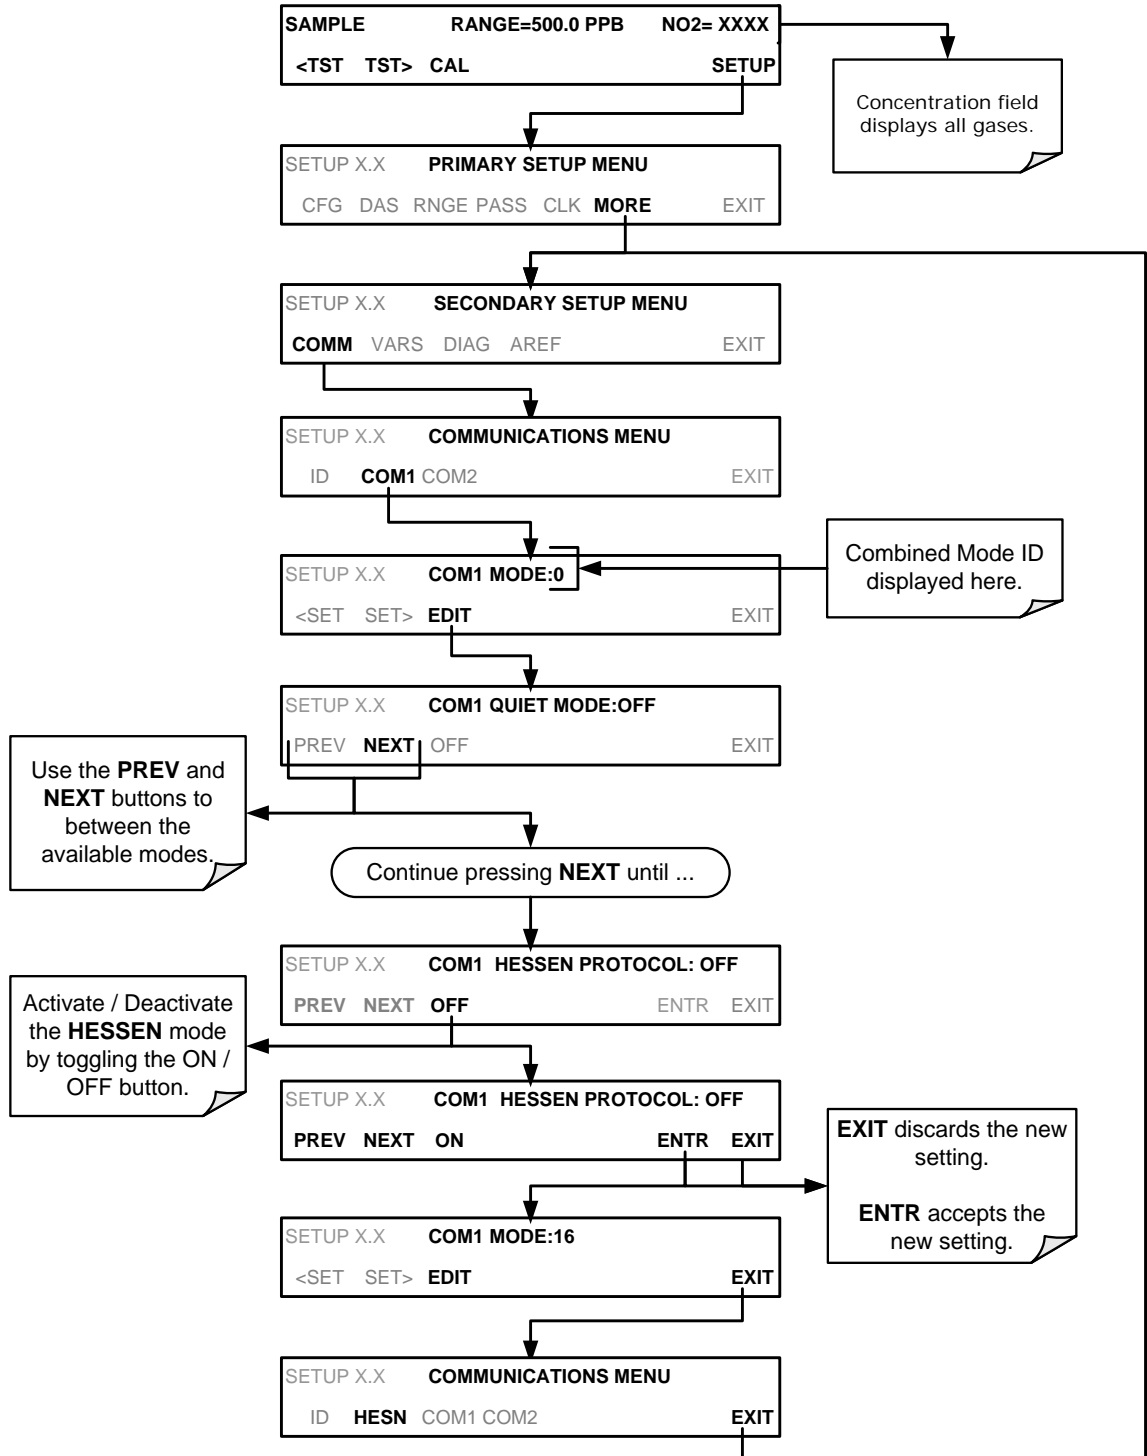 SAMPLE RANGE=500.0 PPB NO2= XXXX
<TST TST> CAL SETUP
Concentration field
displays all gases.
SETUP X.X PRIMARY SETUP MENU
CFG DAS RNGE PASS CLK MORE EXIT
SETUP X.X SECONDARY SETUP MENU
COMM VARS DIAG AREF EXIT
SETUP X.X COMMUNICATIONS MENU
ID COM1 COM2 EXIT
SETUP X.X COM1 MODE:0
<SET SET> EDIT EXIT
Combined Mode ID
displayed here.
SETUP X.X COM1 QUIET MODE:OFF
PREV NEXT OFF EXIT
Use the PREV and
NEXT buttons to
between the
available modes.
Continue pressing NEXT until ...
SETUP X.X COM1 HESSEN PROTOCOL: OFF
PREV NEXT OFF ENTR EXIT
Activate / Deactivate
the HESSEN mode
by toggling the ON /
OFF button.
SETUP X.X COM1 HESSEN PROTOCOL: OFF
PREV NEXT ON ENTR EXIT
EXIT discards the new
setting.
ENTR accepts the
new setting.
SETUP X.X COM1 MODE:16
<SET SET> EDIT EXIT
SETUP X.X COMMUNICATIONS MENU
ID HESN COM1 COM2 EXIT